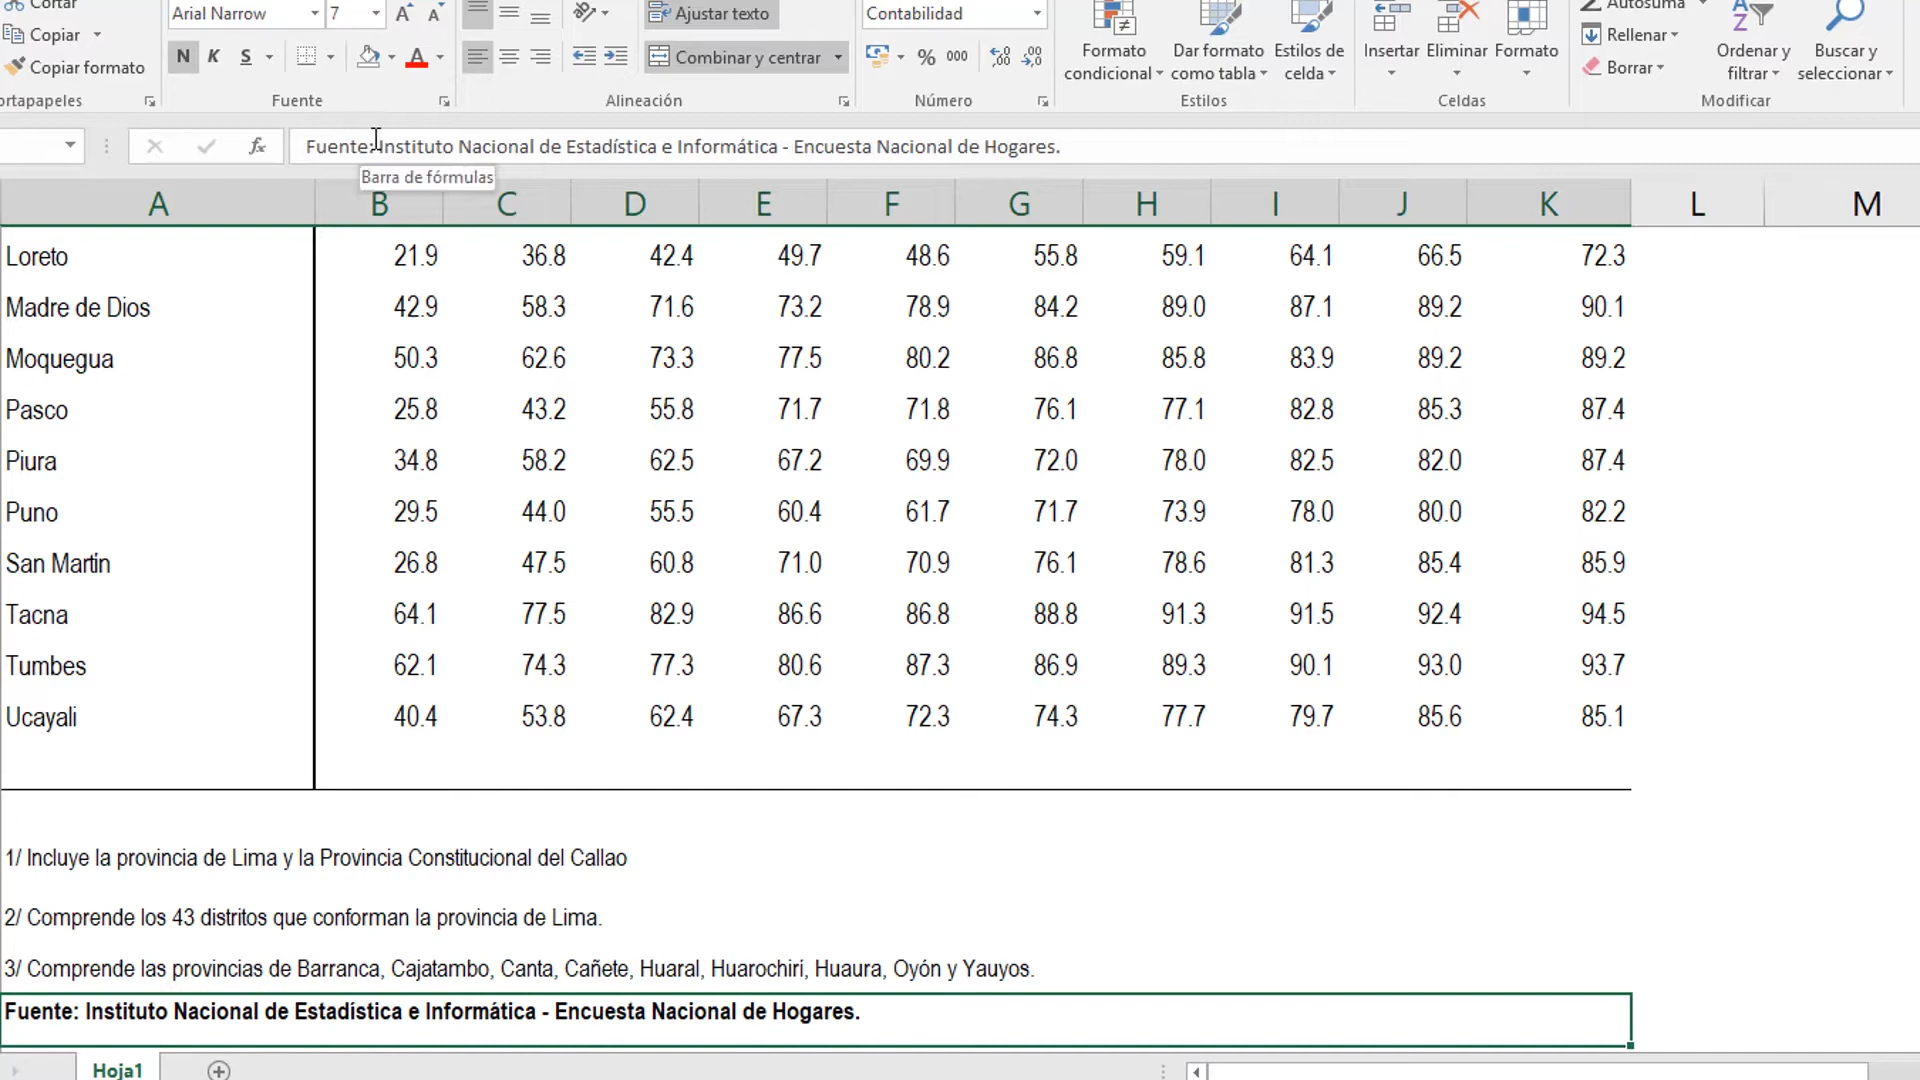 Cortar
Copiar
Copiar formato
ortapapeles
Arial Narrow
7
N K S
Fuente
Ajustar texto
Combinar y centrar
Alineación
Contabilidad
% 000
Número
Formato condicional
Dar formato como tabla
Estilos de celda
Estilos
Insertar
Eliminar
Formato
Celdas
Autosuma
Rellenar
Borrar
Ordenar y filtrar
Buscar y seleccionar
Modificar
fx Fuente: Instituto Nacional de Estadística e Informática - Encuesta Nacional de Hogares.
Barra de fórmulas
A B C D E F G H I J K L M
Loreto 21.9 36.8 42.4 49.7 48.6 55.8 59.1 64.1 66.5 72.3
Madre de Dios 42.9 58.3 71.6 73.2 78.9 84.2 89.0 87.1 89.2 90.1
Moquegua 50.3 62.6 73.3 77.5 80.2 86.8 85.8 83.9 89.2 89.2
Pasco 25.8 43.2 55.8 71.7 71.8 76.1 77.1 82.8 85.3 87.4
Piura 34.8 58.2 62.5 67.2 69.9 72.0 78.0 82.5 82.0 87.4
Puno 29.5 44.0 55.5 60.4 61.7 71.7 73.9 78.0 80.0 82.2
San Martín 26.8 47.5 60.8 71.0 70.9 76.1 78.6 81.3 85.4 85.9
Tacna 64.1 77.5 82.9 86.6 86.8 88.8 91.3 91.5 92.4 94.5
Tumbes 62.1 74.3 77.3 80.6 87.3 86.9 89.3 90.1 93.0 93.7
Ucayali 40.4 53.8 62.4 67.3 72.3 74.3 77.7 79.7 85.6 85.1
1/ Incluye la provincia de Lima y la Provincia Constitucional del Callao
2/ Comprende los 43 distritos que conforman la provincia de Lima.
3/ Comprende las provincias de Barranca, Cajatambo, Canta, Cañete, Huaral, Huarochirí, Huaura, Oyón y Yauyos.
Fuente: Instituto Nacional de Estadística e Informática - Encuesta Nacional de Hogares.
Hoja1